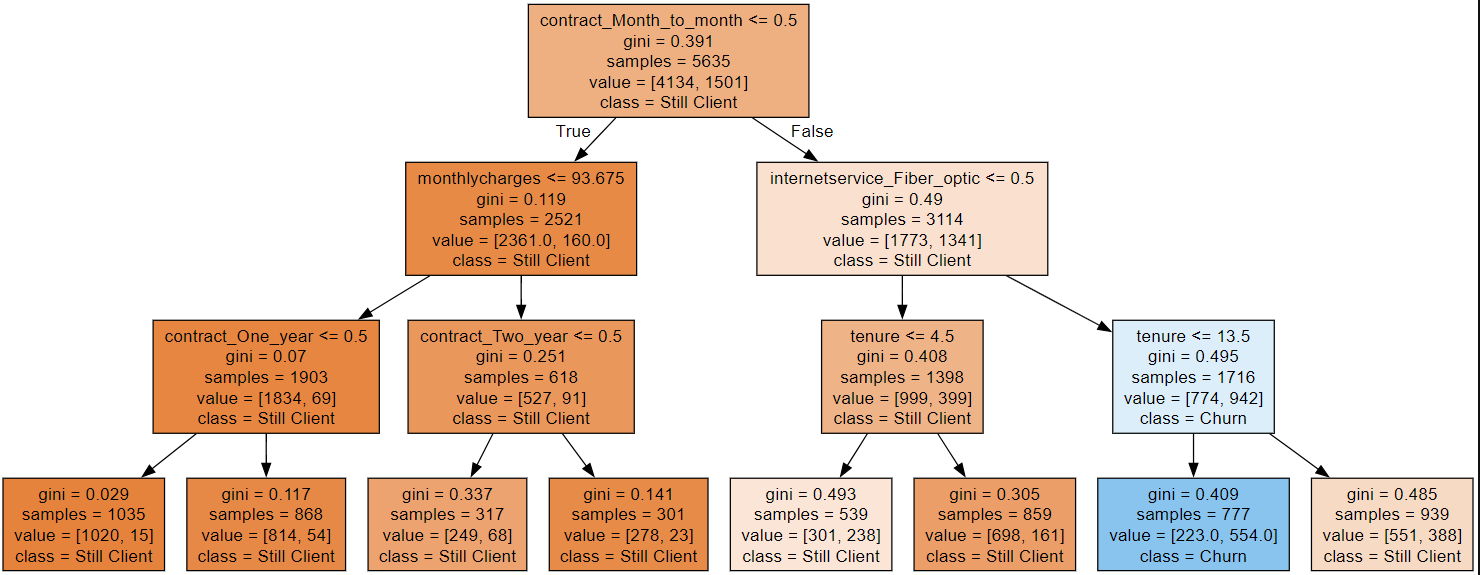 contract_Month_to_month <= 0.5
gini = 0.391
samples = 5635
value = [4134, 1501]
class = Still Client
True
False
monthlycharges <= 93.675
gini = 0.119
samples = 2521
value = [2361.0, 160.0]
class = Still Client
internetservice_Fiber_optic <= 0.5
gini = 0.49
samples = 3114
value = [1773, 1341]
class = Still Client
contract_One_year <= 0.5
gini = 0.07
samples = 1903
value = [1834, 69]
class = Still Client
contract_Two_year <= 0.5
gini = 0.251
samples = 618
value = [527, 91]
class = Still Client
tenure <= 4.5
gini = 0.408
samples = 1398
value = [999, 399]
class = Still Client
tenure <= 13.5
gini = 0.495
samples = 1716
value = [774, 942]
class = Churn
gini = 0.029
samples = 1035
value = [1020, 15]
class = Still Client
gini = 0.117
samples = 868
value = [814, 54]
class = Still Client
gini = 0.337
samples = 317
value = [249, 68]
class = Still Client
gini = 0.141
samples = 301
value = [278, 23]
class = Still Client
gini = 0.493
samples = 539
value = [301, 238]
class = Still Client
gini = 0.305
samples = 859
value = [698, 161]
class = Still Client
gini = 0.409
samples = 777
value = [223.0, 554.0]
class = Churn
gini = 0.485
samples = 939
value = [551, 388]
class = Still Client